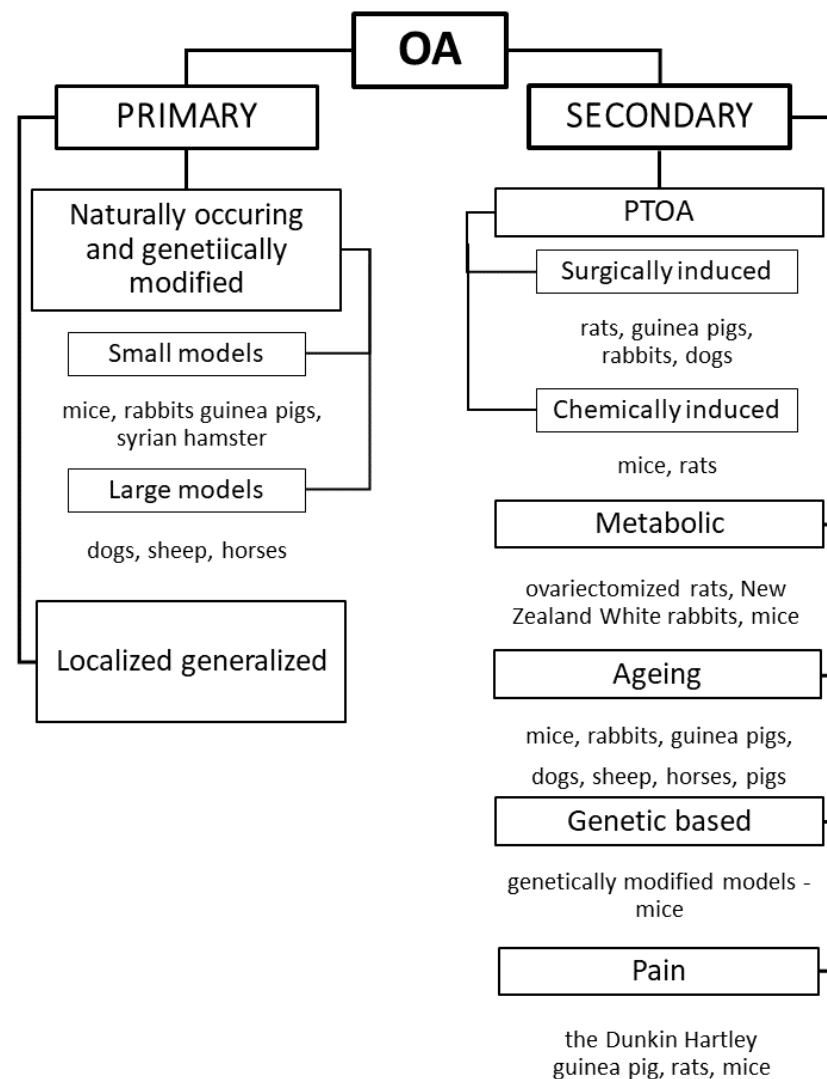 OA
PRIMARY
Naturally occuring
and genetiically
modified
Small models
mice, rabbits guinea pigs,
syrian hamster
Large models
dogs, sheep, horses
Localized generalized
SECONDARY
PTOA
Surgically induced
rats, guinea pigs,
rabbits, dogs
Chemically induced
mice, rats
Metabolic
ovariectomized rats, New
Zealand White rabbits, mice
Ageing
mice, rabbits, guinea pigs,
dogs, sheep, horses, pigs
Genetic based
genetically modified models -
mice
Pain
the Dunkin Hartley
guinea pig, rats, mice